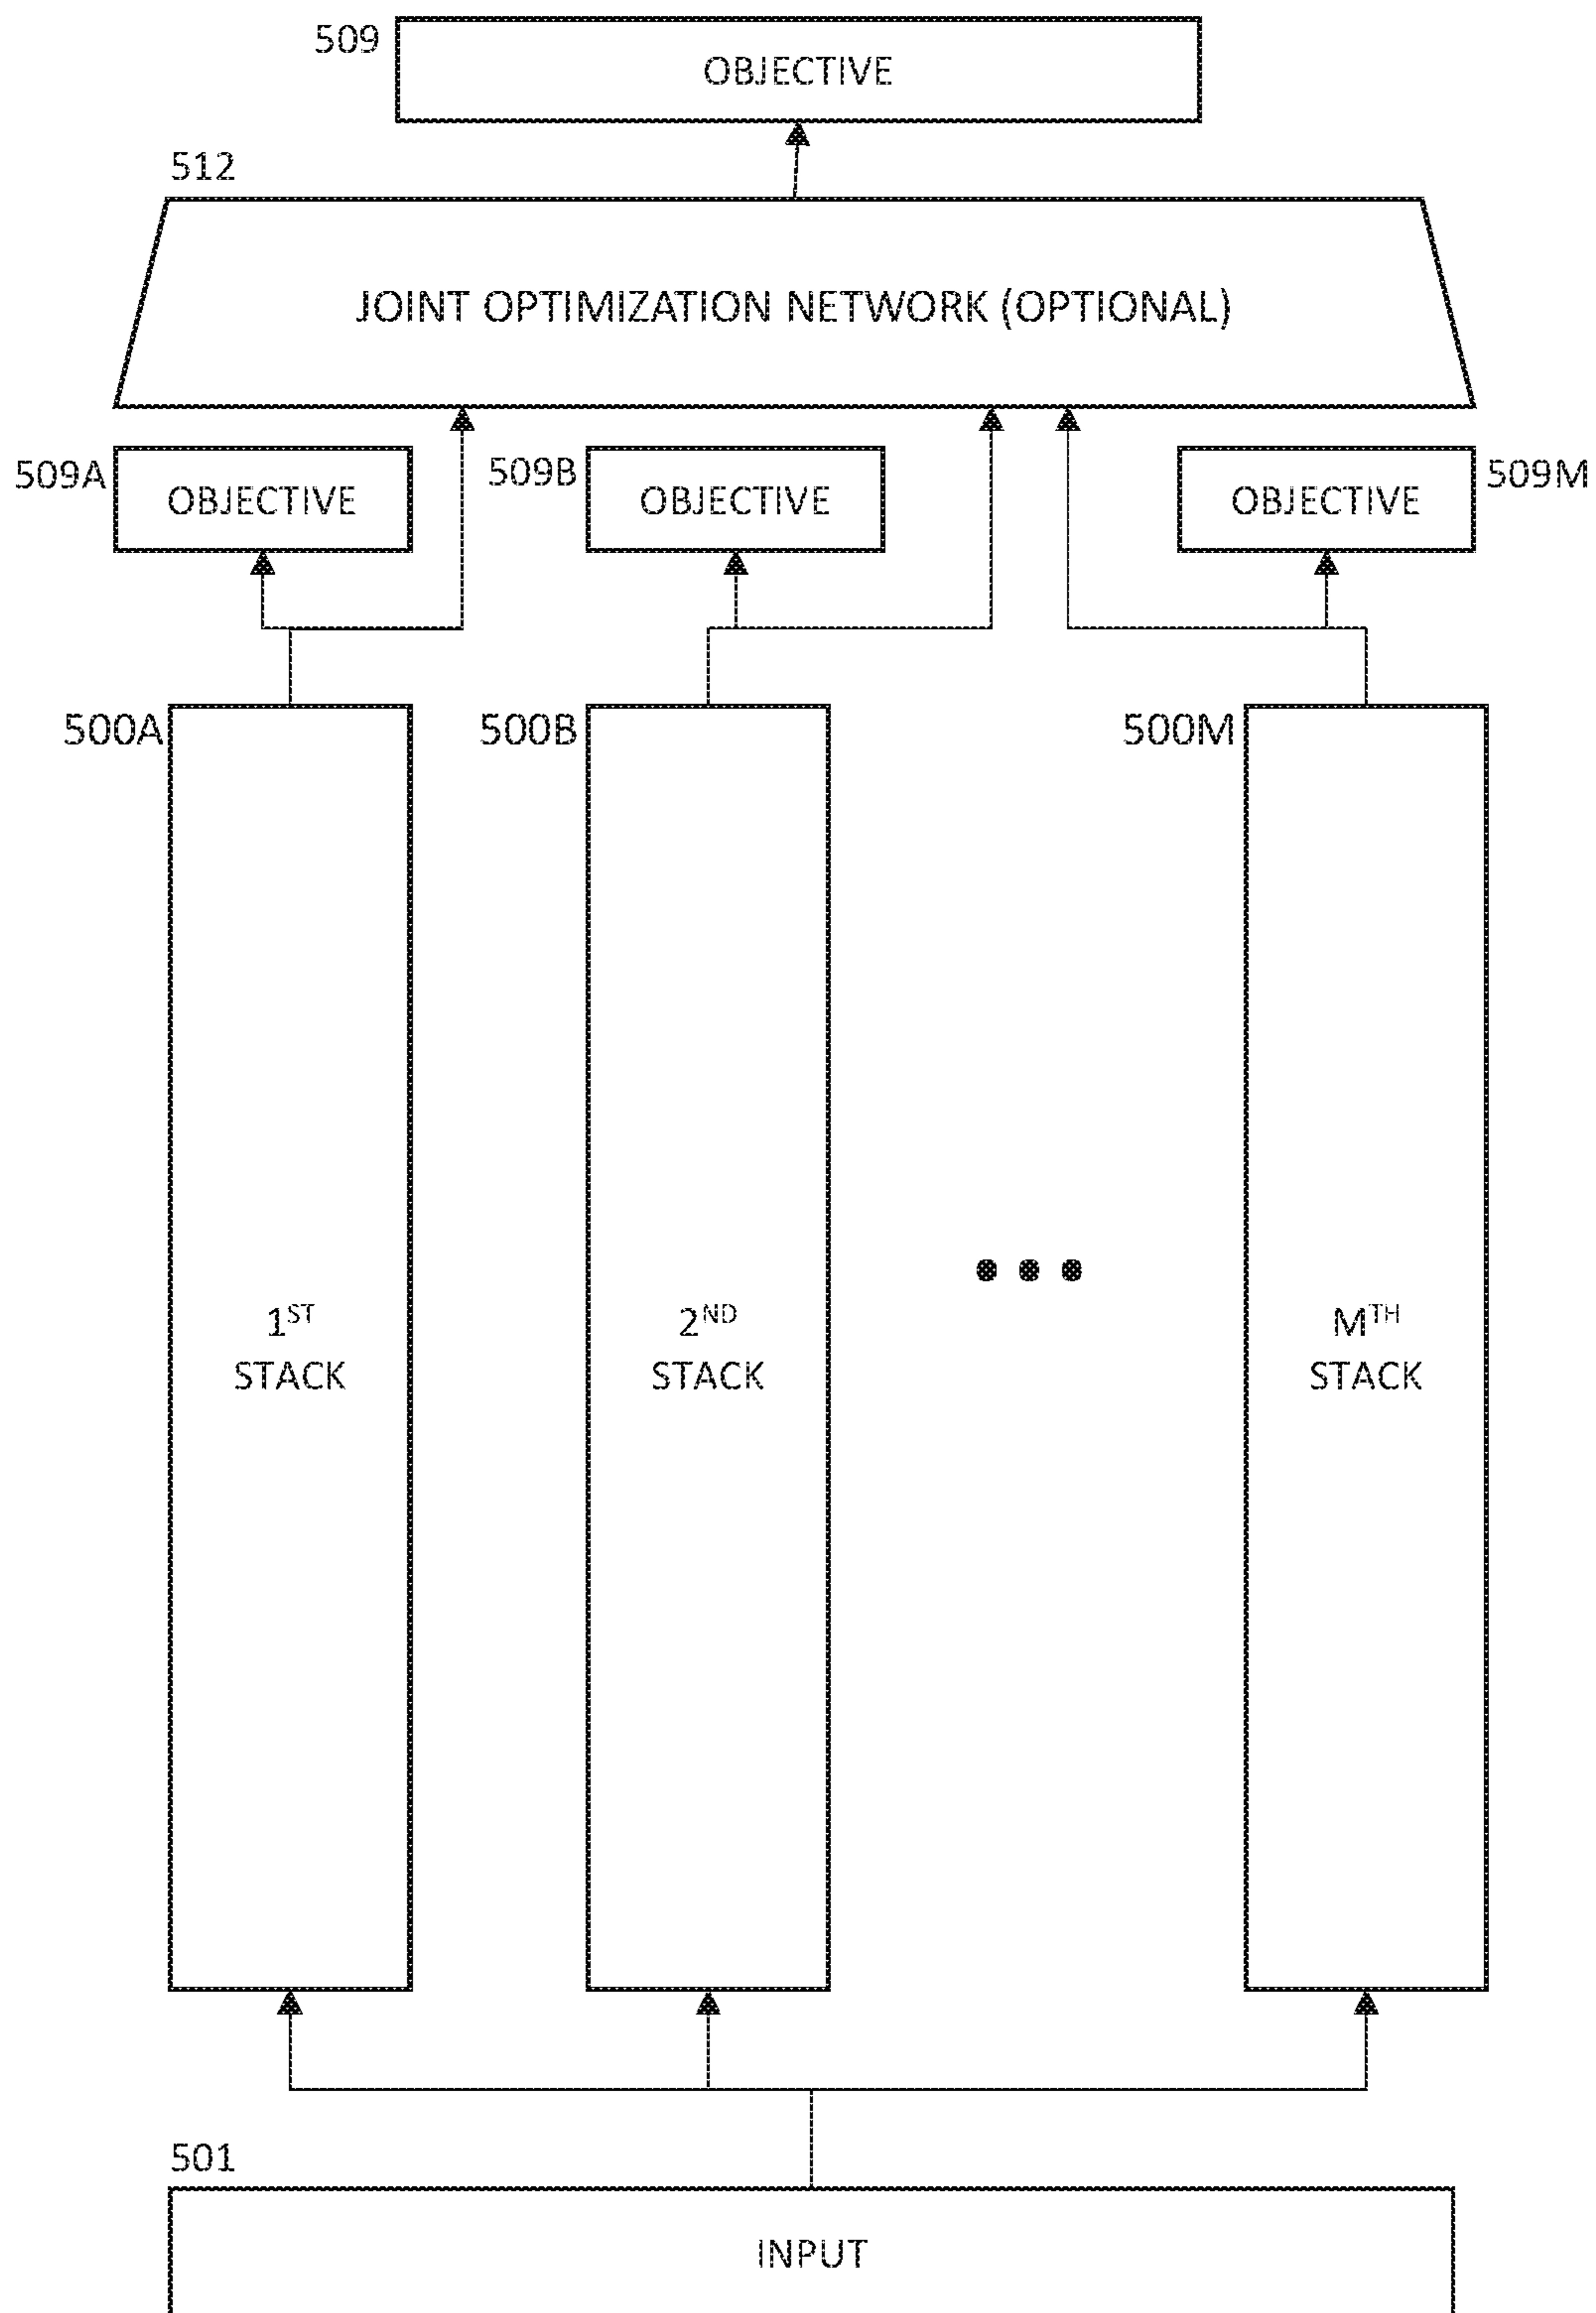 509
OBJECTIVE
512
JOINT OPTIMIZATION NETWORK (OPTIONAL)
509A
OBJECTIVE
509B
OBJECTIVE
509M
OBJECTIVE
500A
500B
500M
1ST
STACK
2ND
STACK
MTH
STACK
501
INPUT